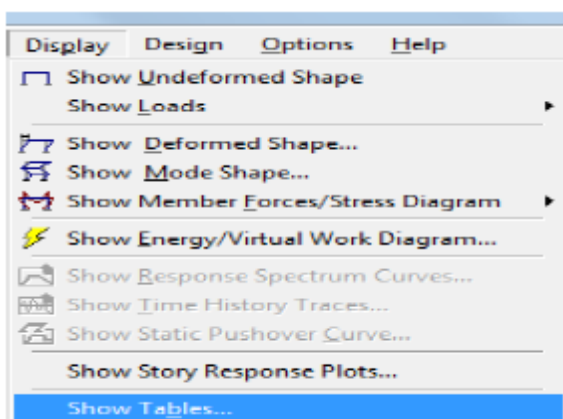 Display Design Options Help
Show Undeformed Shape
Show Loads
Show Deformed Shape...
Show Mode Shape...
Show Member Forces/Stress Diagram
Show Energy/Virtual Work Diagram...
Show Response Spectrum Curves...
Show Time History Traces...
Show Static Pushover Curve...
Show Story Response Plots...
Show Tables...